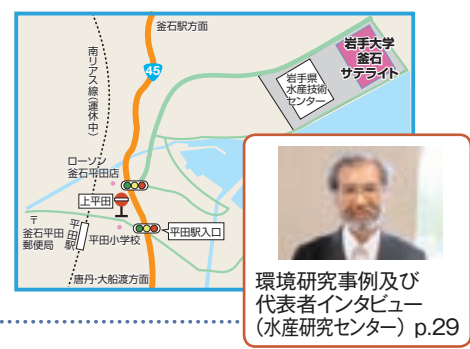 釜石駅方面
岩手大学
釜石
サテライト
45
南リアス線（運休中）
岩手県
水産技術
センター
ローソン
釜石平田店
上平田
平田駅入口
〒
釜石平田
郵便局
平田駅
平田小学校
唐丹・大船渡方面
環境研究事例及び
代表者インタビュー
（水産研究センター） p.29